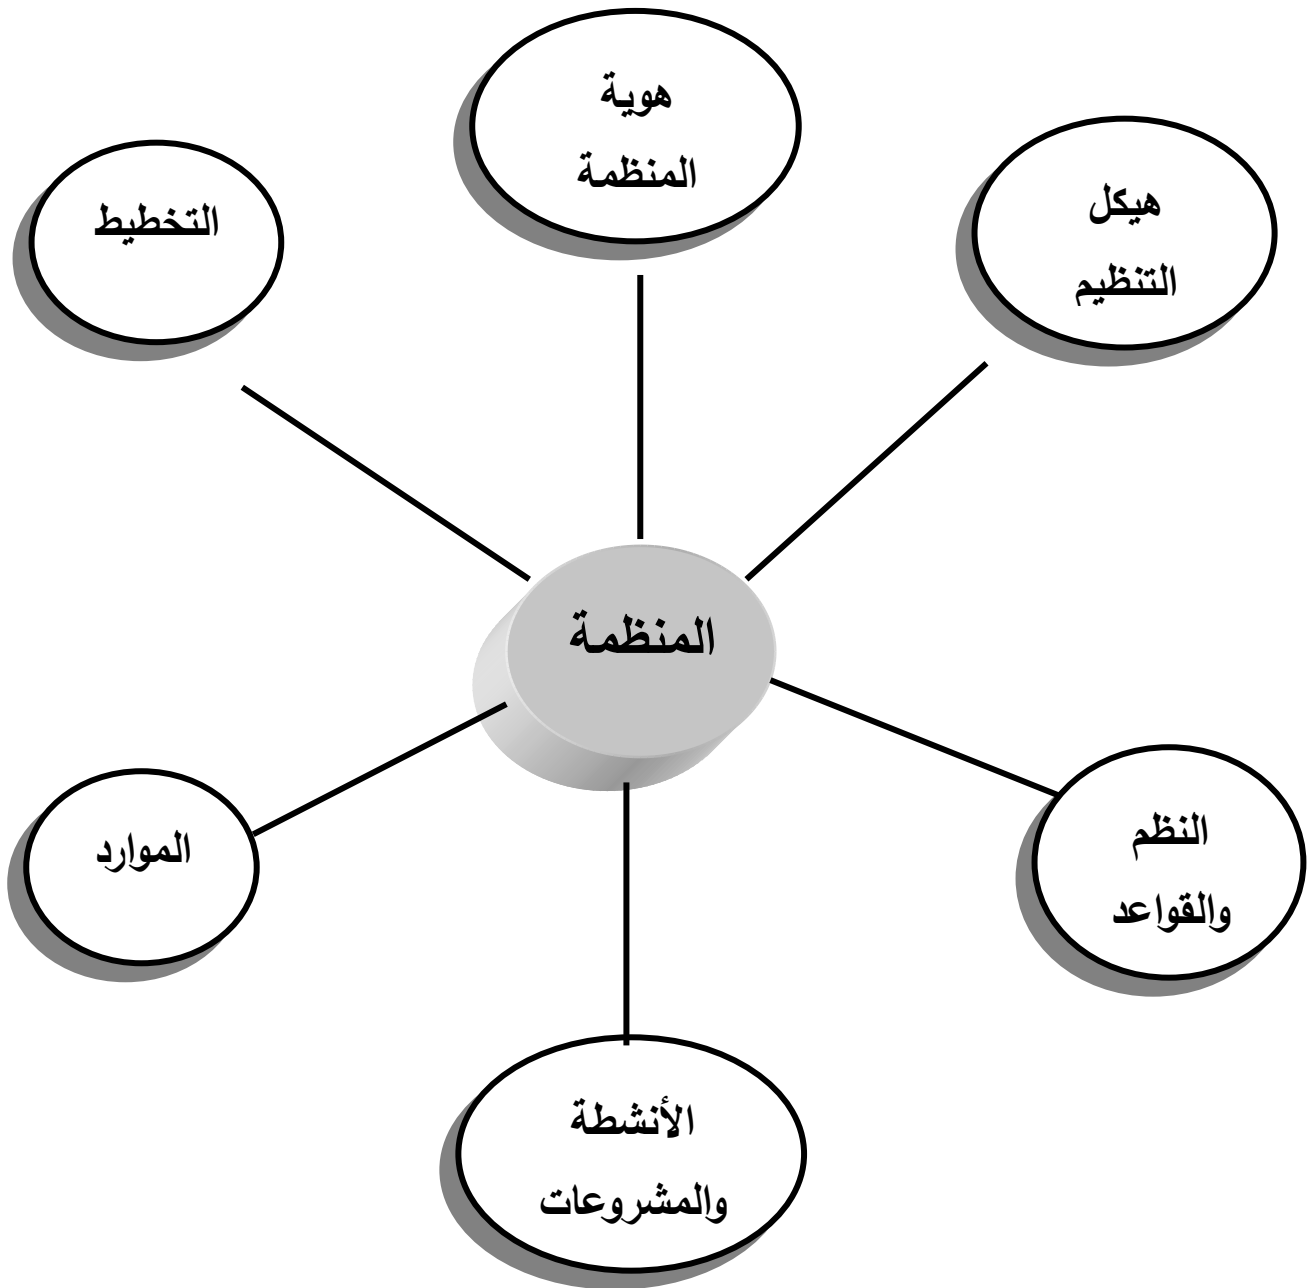 هوية
المنظمة
هيكل
التنظيم
التخطيط
المنظمة
النظم
والقواعد
الموارد
الأنشطة
والمشروعات